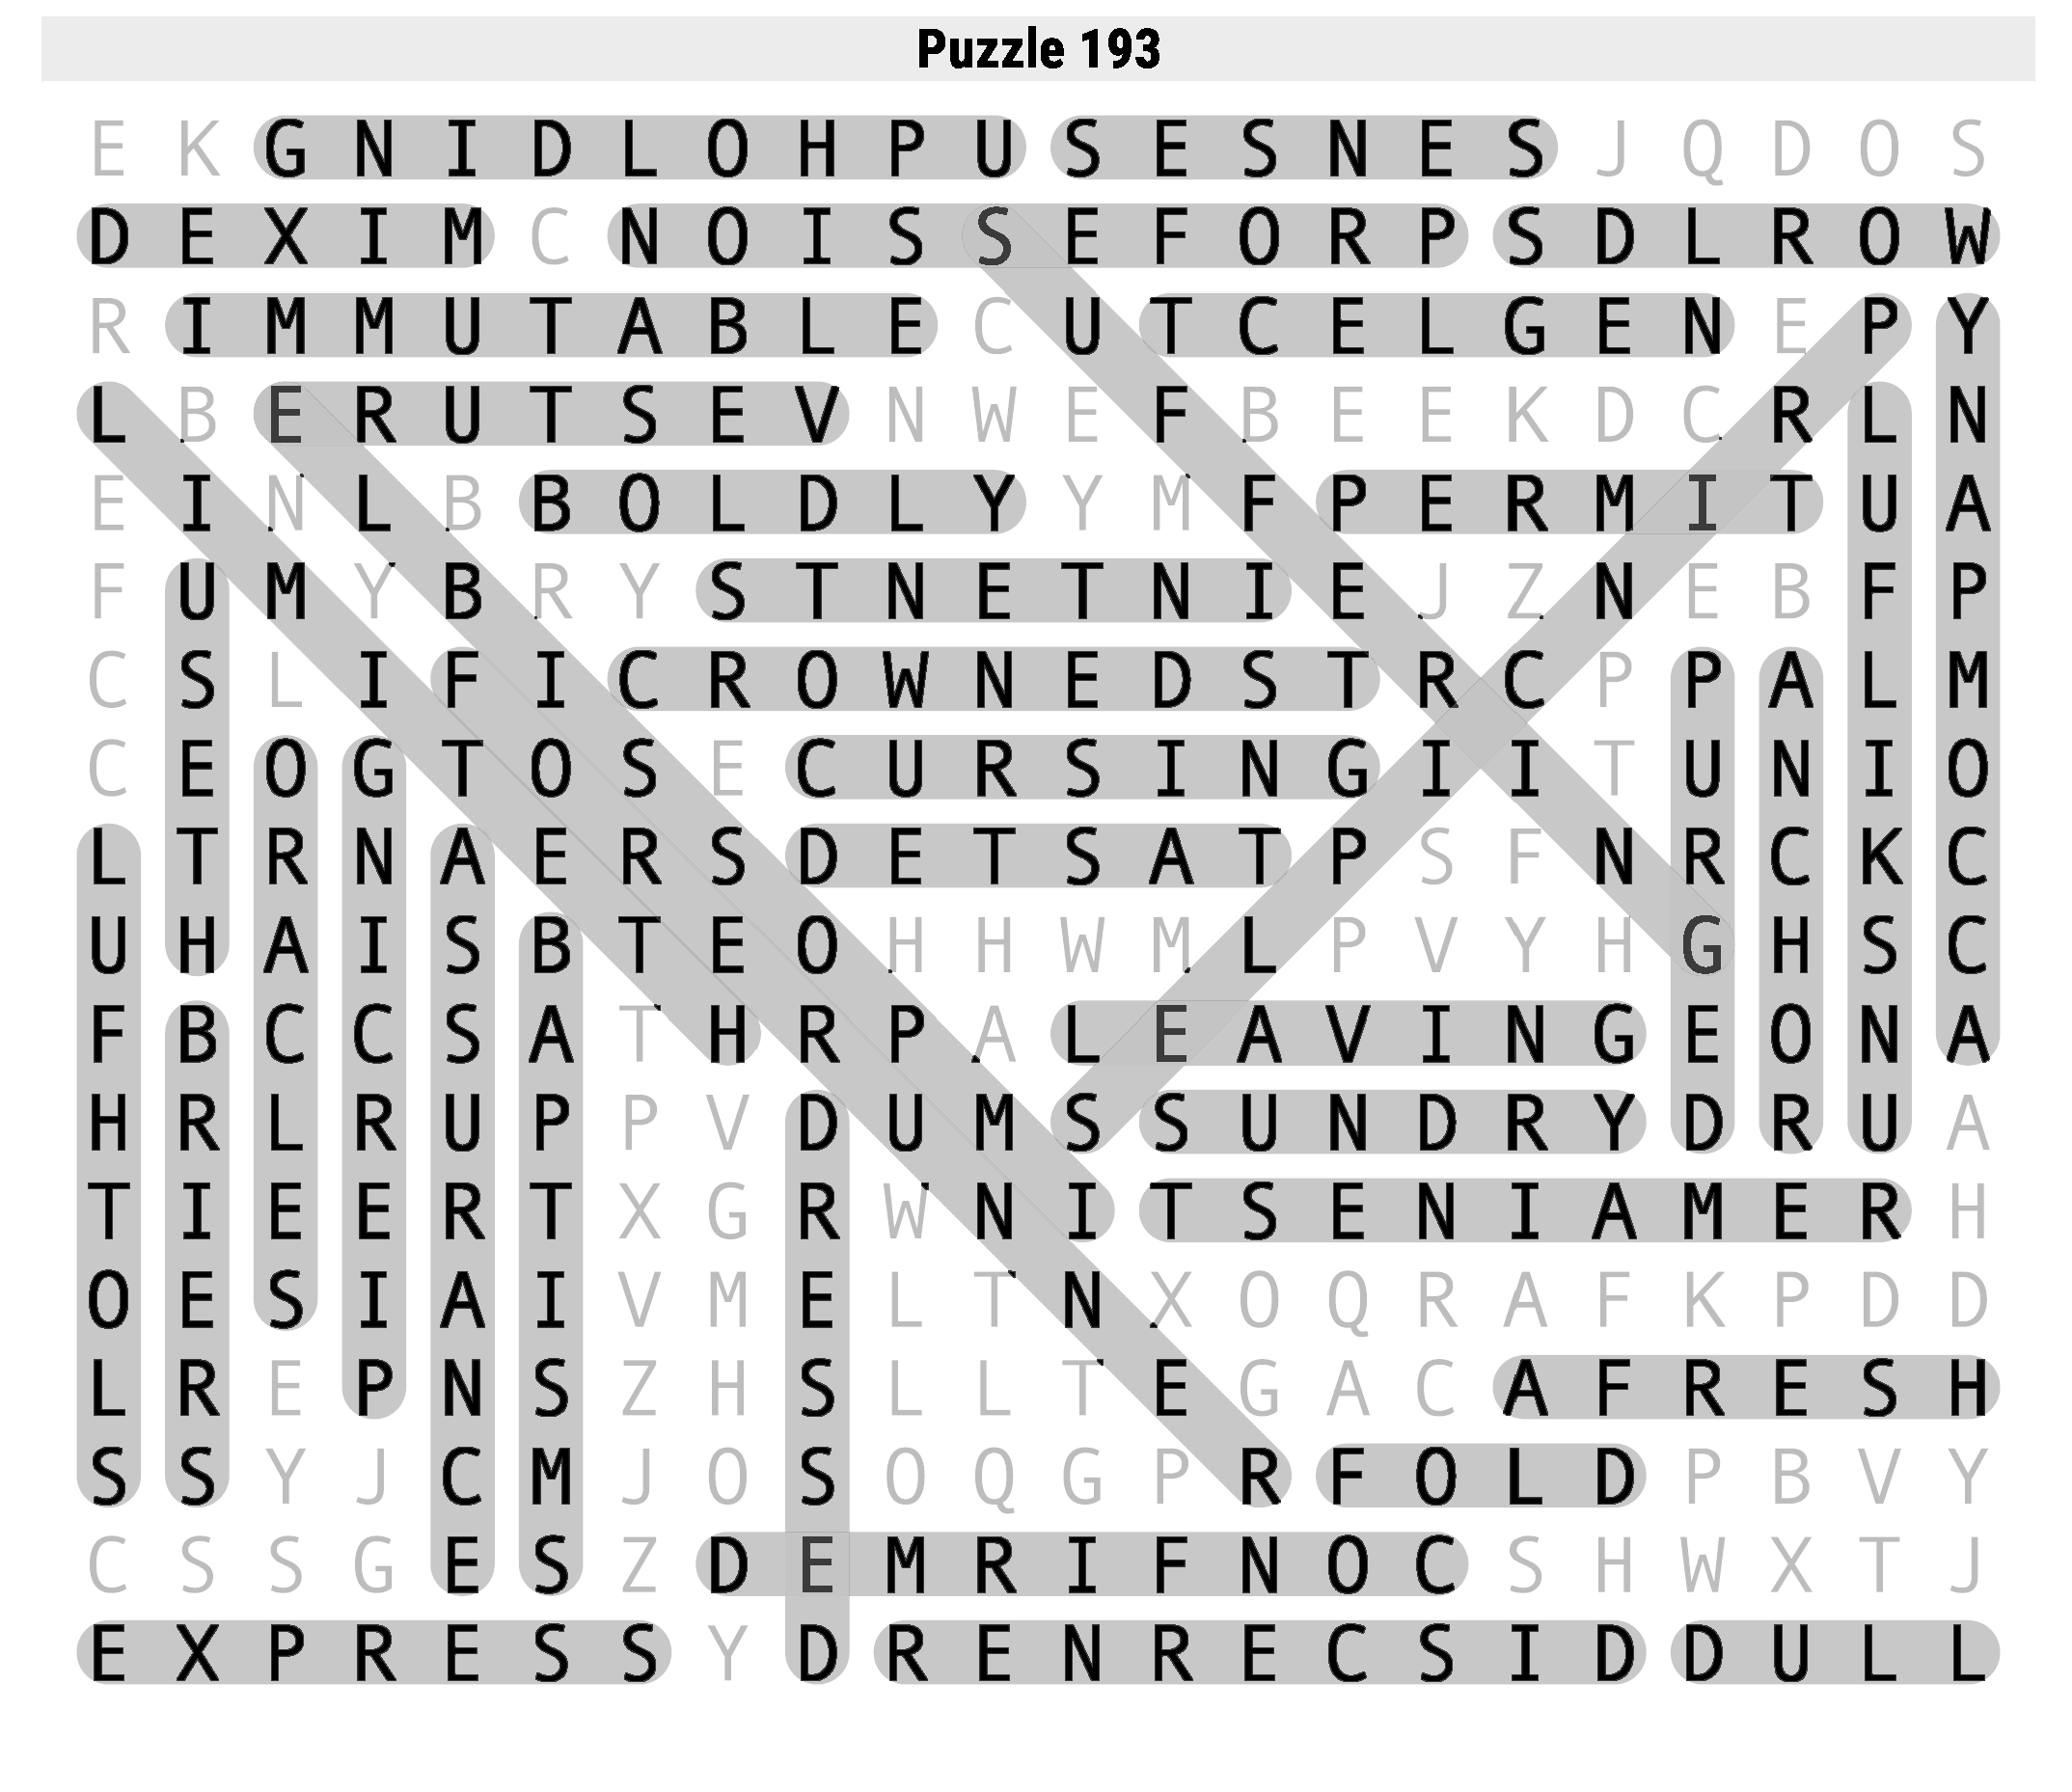 Puzzle 193
E K G N I D L O H P U S E S N E S J Q D O S
D E X I M C N O I S S E F O R P S D L R O W
R I M M U T A B L E C U T C E L G E N E P Y
L B E R U T S E V N W E F B E E K D C R L N
E I N L B B O L D L Y Y M F P E R M I T U A
F U M Y B R Y S T N E T N I E J Z N E B F P
C S L I F I C R O W N E D S T R C P P A L M
C E O G T O S E C U R S I N G I I T U N I O
L T R N A E R S D E T S A T P S F N R C K C
U H A I S B T E O H H W M L P V Y H G H S C
F B C C S A T H R P A L E A V I N G E O N A
H R L R U P P V D U M S S U N D R Y D R U A
T I E E R T X G R W N I T S E N I A M E R H
O E S I A I V M E L T N X O Q R A F K P D D
L R E P N S Z H S L L T E G A C A F R E S H
S S Y J C M J O S O Q G P R F O L D P B V Y
C S S G E S Z D E M R I F N O C S H W X T J
E X P R E S S Y D R E N R E C S I D D U L L